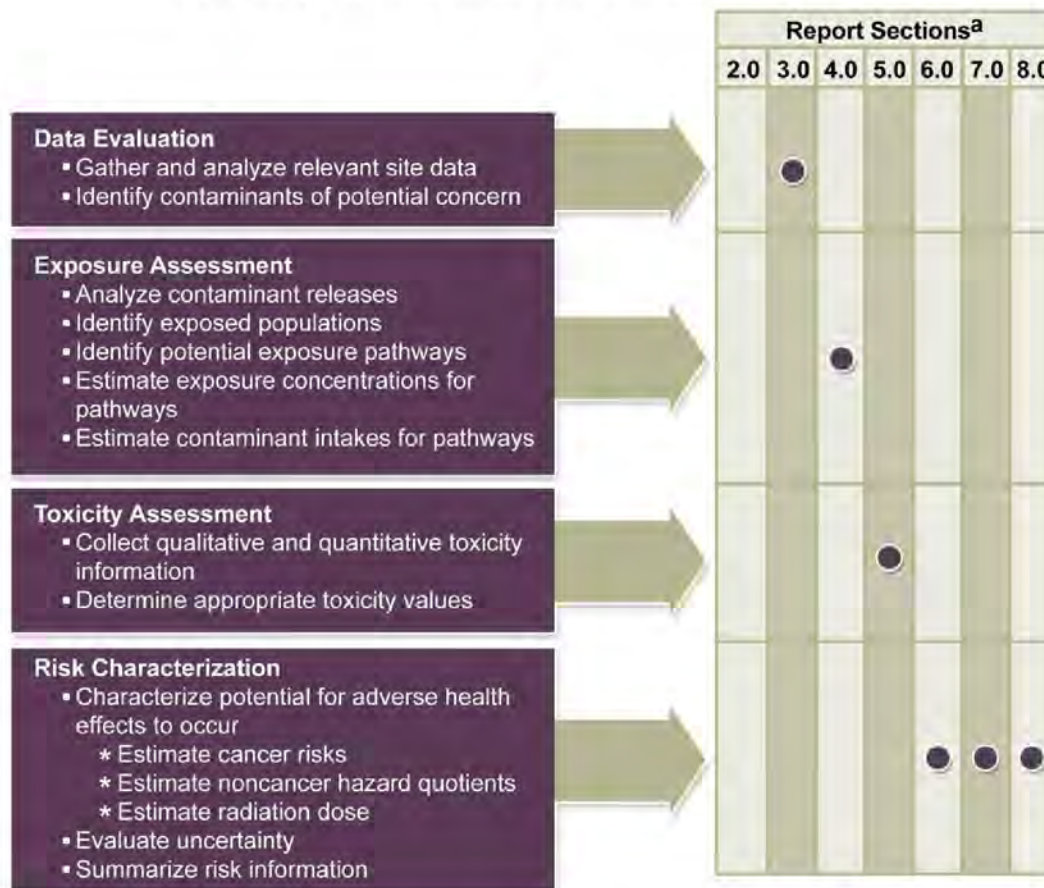 Report Sectionsa
2.0 3.0 4.0 5.0 6.0 7.0 8.0
Data Evaluation
▪ Gather and analyze relevant site data
▪ Identify contaminants of potential concern
Exposure Assessment
▪ Analyze contaminant releases
▪ Identify exposed populations
▪ Identify potential exposure pathways
▪ Estimate exposure concentrations for
pathways
▪ Estimate contaminant intakes for pathways
Toxicity Assessment
▪ Collect qualitative and quantitative toxicity
information
▪ Determine appropriate toxicity values
Risk Characterization
▪ Characterize potential for adverse health
effects to occur
* Estimate cancer risks
* Estimate noncancer hazard quotients
* Estimate radiation dose
▪ Evaluate uncertainty
▪ Summarize risk information